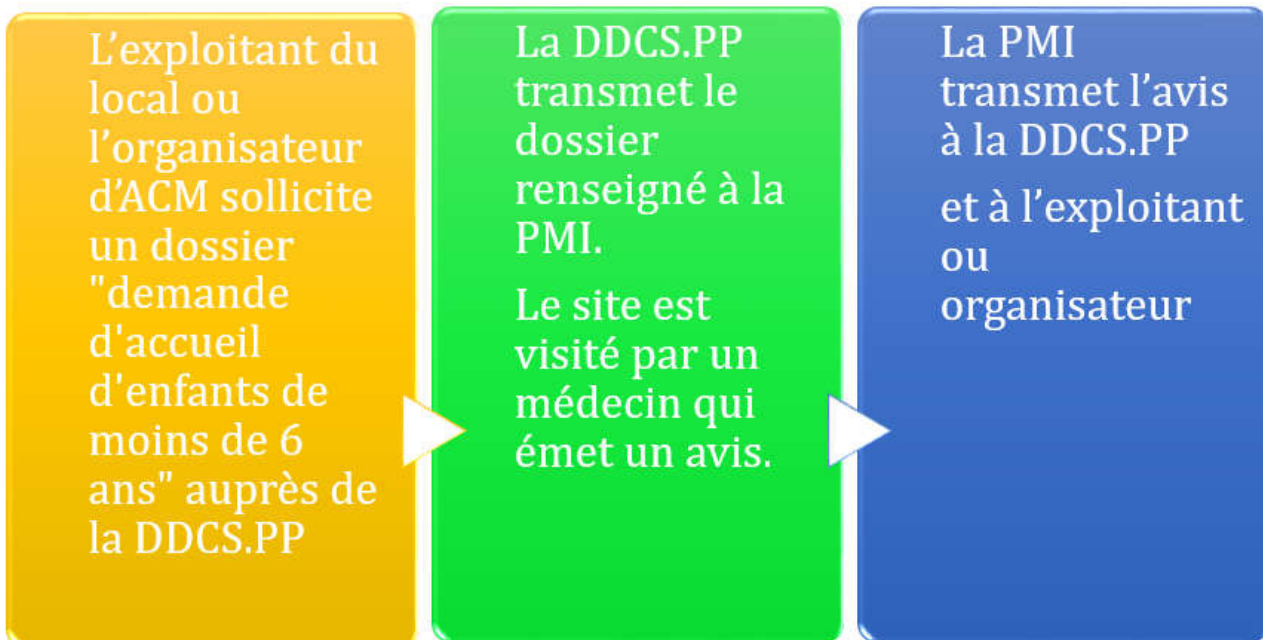 L’exploitant du
local ou
l’organisateur
d’ACM sollicite
un dossier
"demande
d'accueil
d'enfants de
moins de 6
ans" auprès de
la DDCS.PP
La DDCS.PP
transmet le
dossier
renseigné à la
PMI.
Le site est
visité par un
médecin qui
émet un avis.
La PMI
transmet l’avis
à la DDCS.PP
et à l’exploitant
ou
organisateur